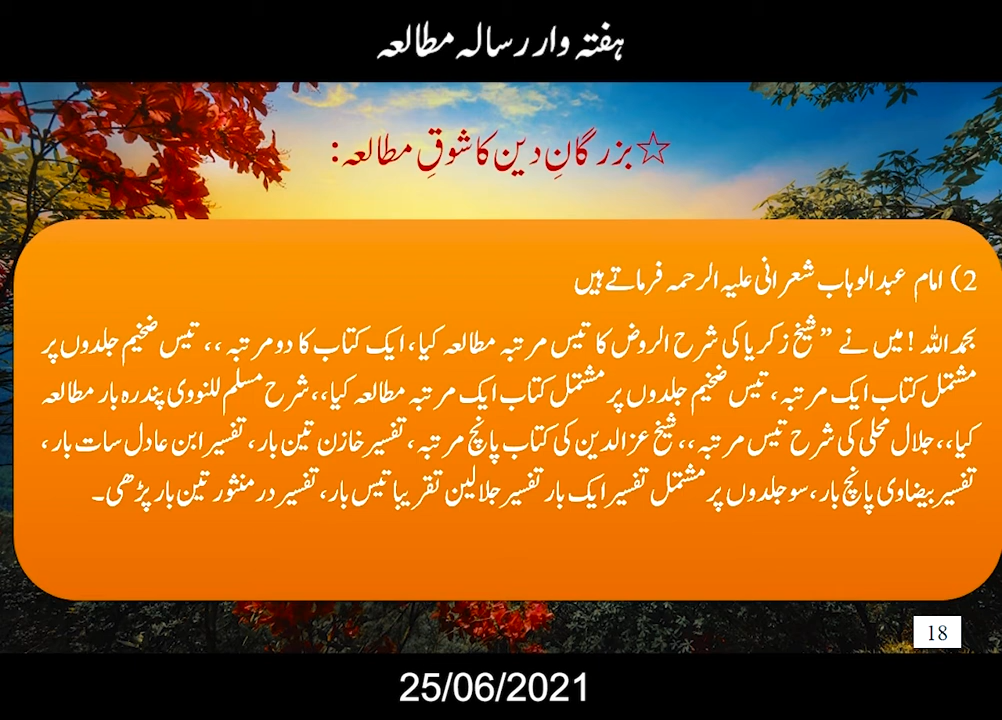 ہفتہ وار رسالہ مطالعہ
☆بزرگانِ دین کا شوقِ مطالعہ:
2) امام عبدالوہاب شعرانی علیہ الرحمہ فرماتے ہیں
بحمداللہ !میں نے ”شیخ زکریا کی شرح الروض کا تیس مرتبہ مطالعہ کیا،ایک کتاب کا دو مرتبہ ،، تیس ضخیم جلدوں پر
مشتمل کتاب ایک مرتبہ، تیس ضخیم جلدوں پر مشتمل کتاب ایک مرتبہ مطالعہ کیا،،شرح مسلم للنووی پندرہ بار مطالعہ
کیا،،جلال محلی کی شرح تیس مرتبہ ،،شیخ عزالدین کی کتاب پانچ مرتبہ،تفسیر خازن تین بار، تفسیر ابن عادل سات بار،
تفسیر بیضاوی پانچ بار،سو جلدوں پر مشتمل تفسیر ایک بار تفسیر جلالین تقریبا تیس بار، تفسیر در منثور تین بار پڑھی۔
18
25/06/2021